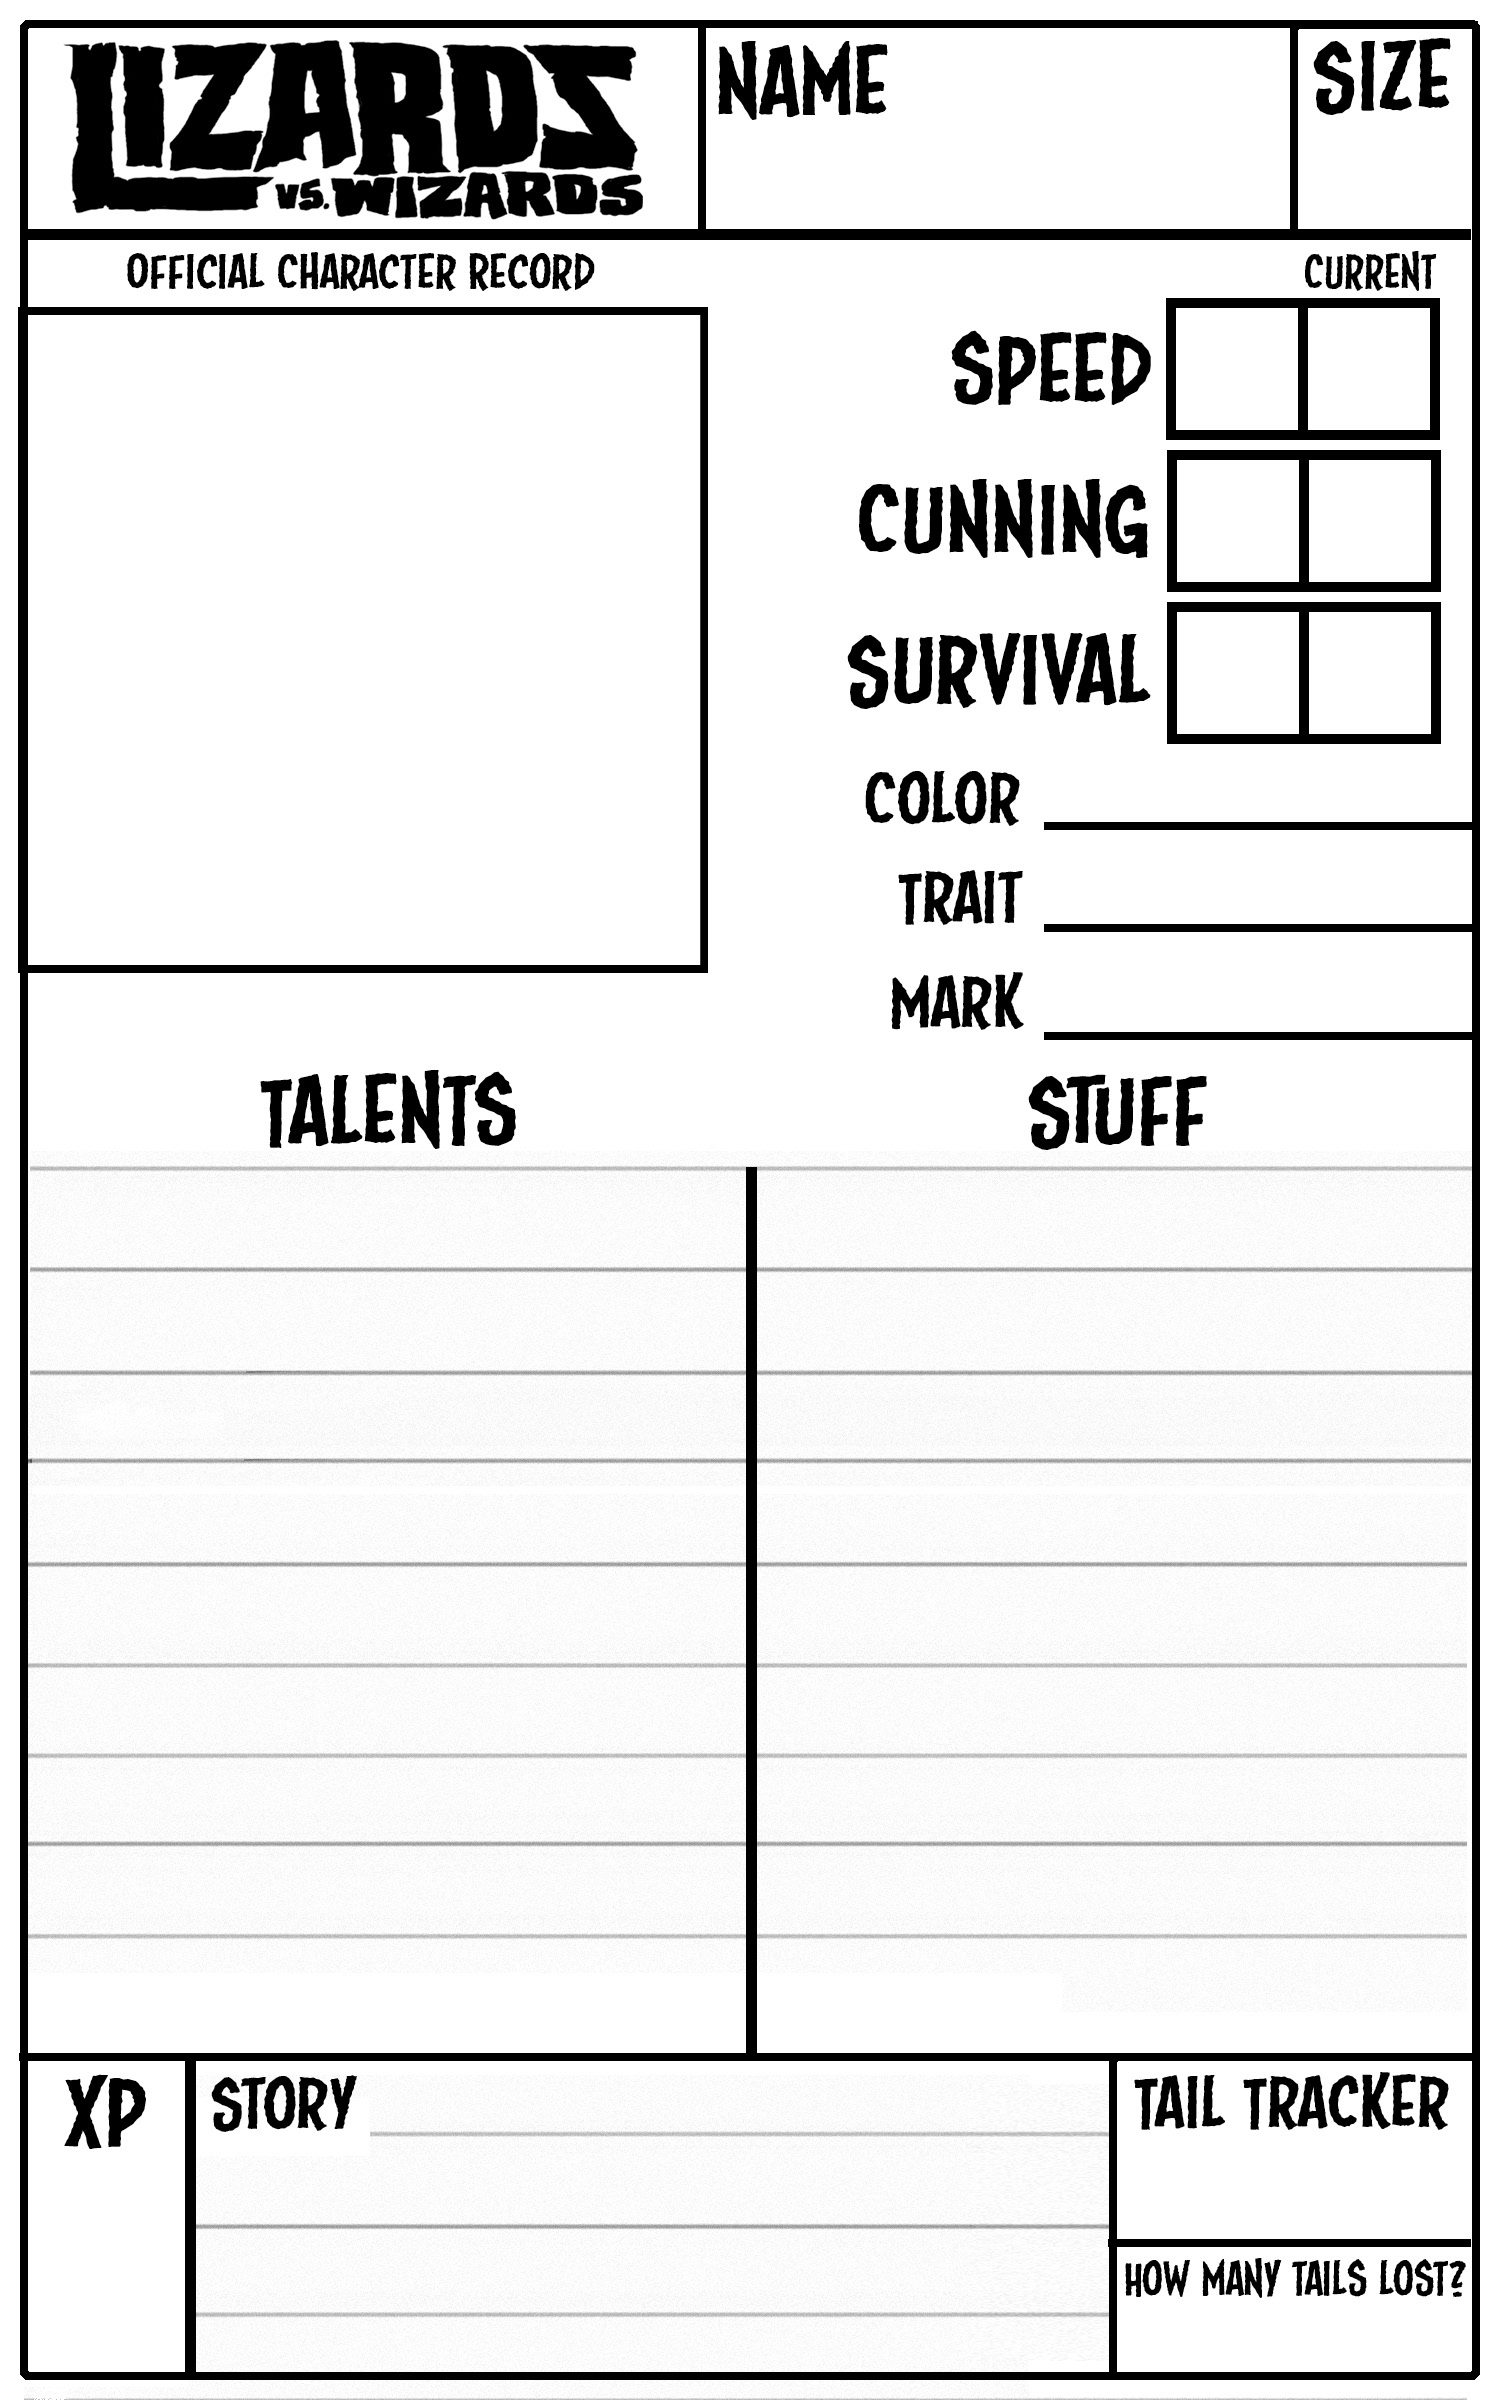 LIZARDS
VS. WIZARDS
NAME
SIZE
OFFICIAL CHARACTER RECORD
CURRENT
SPEED
CUNNING
SURVIVAL
COLOR
TRAIT
MARK
TALENTS
STUFF
XP
STORY
TAIL TRACKER
HOW MANY TAILS LOST?